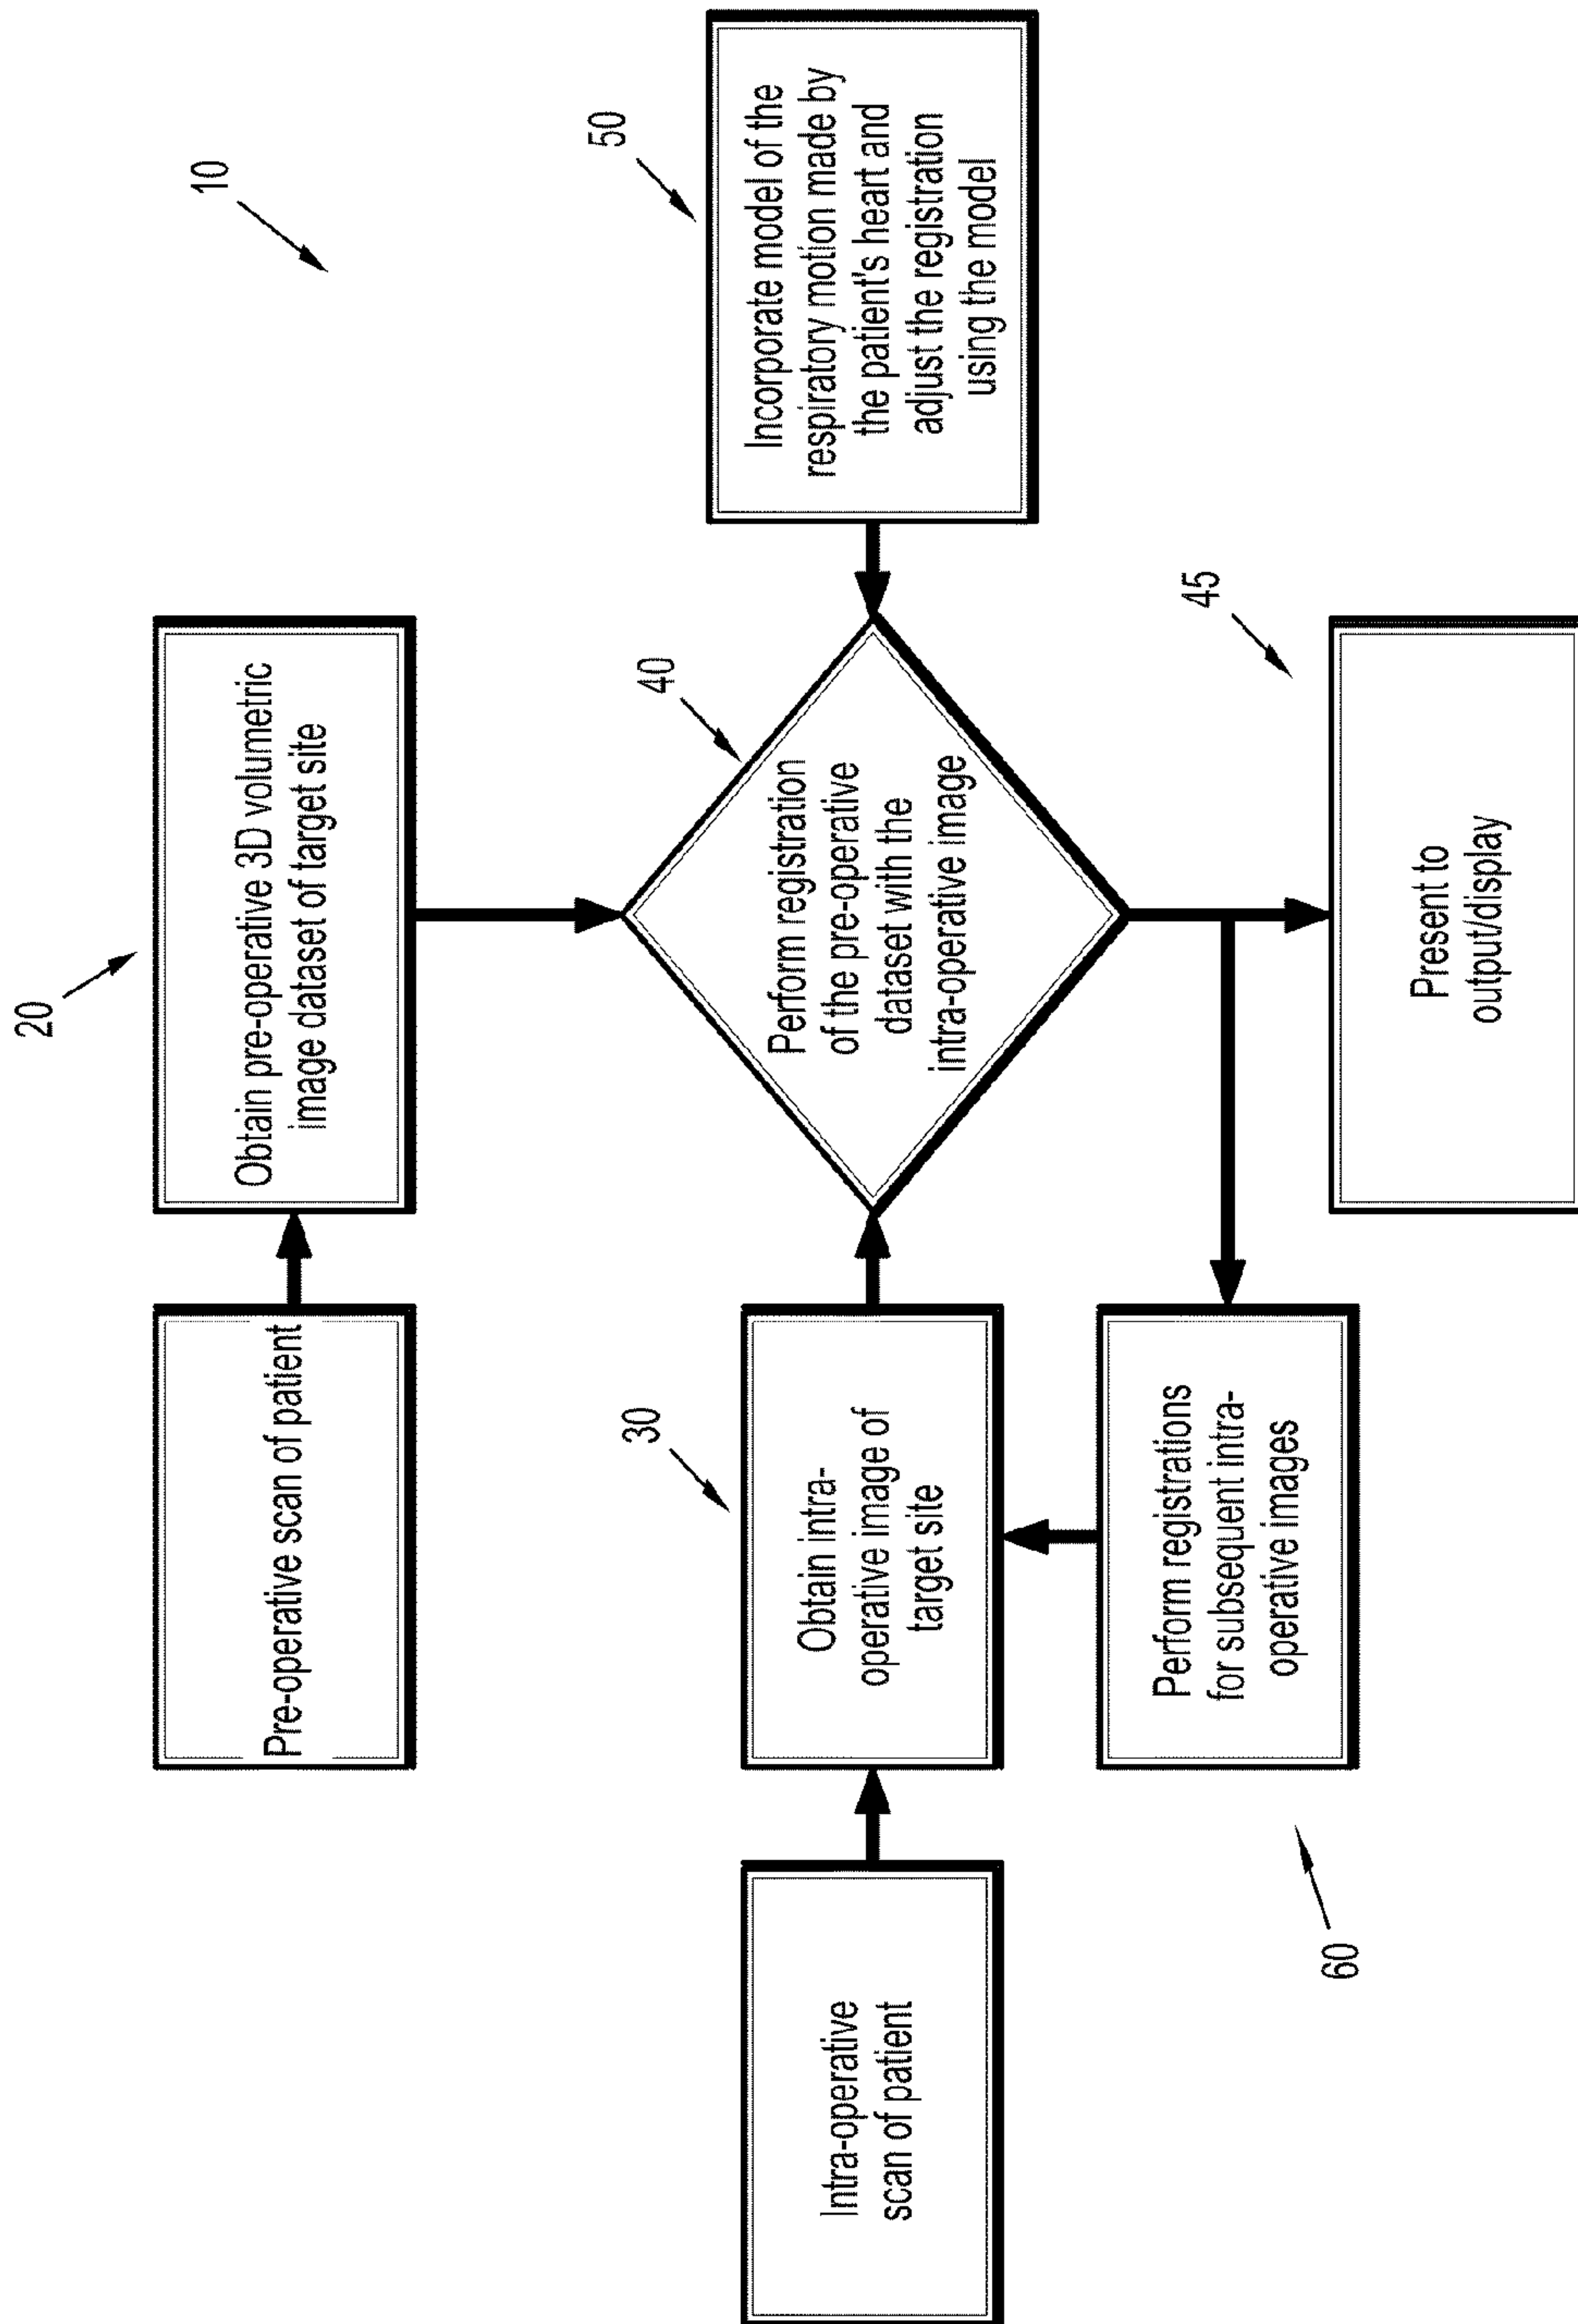 10
20
Pre-operative scan of patient
Obtain pre-operative 3D volumetric
image dataset of target site
50
Incorporate model of the
respiratory motion made by
the patient's heart and
adjust the registration
using the model
40
Perform registration
of the pre-operative
dataset with the
intra-operative image
30
Obtain intra-
operative image of
target site
Intra-operative
scan of patient
60
Perform registrations
for subsequent intra-
operative images
45
Present to
output/display